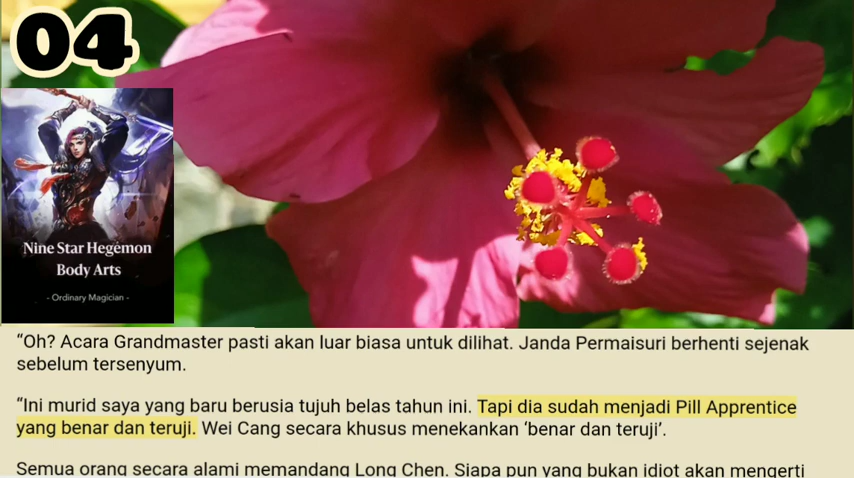 04
Nine Star Hegemon
Body Arts
- Ordinary Magician -
“Oh? Acara Grandmaster pasti akan luar biasa untuk dilihat. Janda Permaisuri berhenti sejenak
sebelum tersenyum.
“Ini murid saya yang baru berusia tujuh belas tahun ini. Tapi dia sudah menjadi Pill Apprentice
yang benar dan teruji. Wei Cang secara khusus menekankan ‘benar dan teruji’.
Semua orang secara alami memandang Long Chen. Siapa pun yang bukan idiot akan mengerti